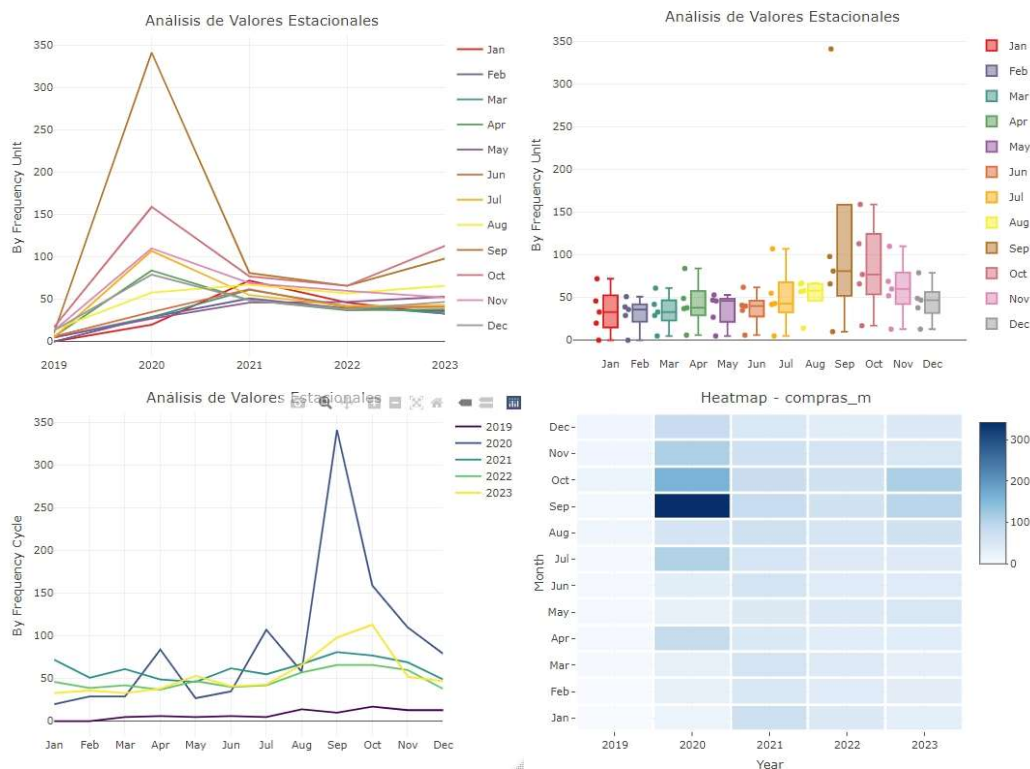 Análisis de Valores Estacionales
By Frequency Unit
350
300
250
200
150
100
50
0
2019 2020 2021 2022 2023
Jan
Feb
Mar
Apr
May
Jun
Jul
Aug
Sep
Oct
Nov
Dec
Análisis de Valores Estacionales
By Frequency Unit
350
300
250
200
150
100
50
0
Jan Feb Mar Apr May Jun Jul Aug Sep Oct Nov Dec
Jan
Feb
Mar
Apr
May
Jun
Jul
Aug
Sep
Oct
Nov
Dec
Análisis de Valores Estacionales
By Frequency Cycle
350
300
250
200
150
100
50
0
Jan Feb Mar Apr May Jun Jul Aug Sep Oct Nov Dec
2019
2020
2021
2022
2023
Heatmap - compras_m
Month
Dec
Nov
Oct
Sep
Aug
Jul
Jun
May
Apr
Mar
Feb
Jan
2019 2020 2021 2022 2023
Year
300
200
100
0